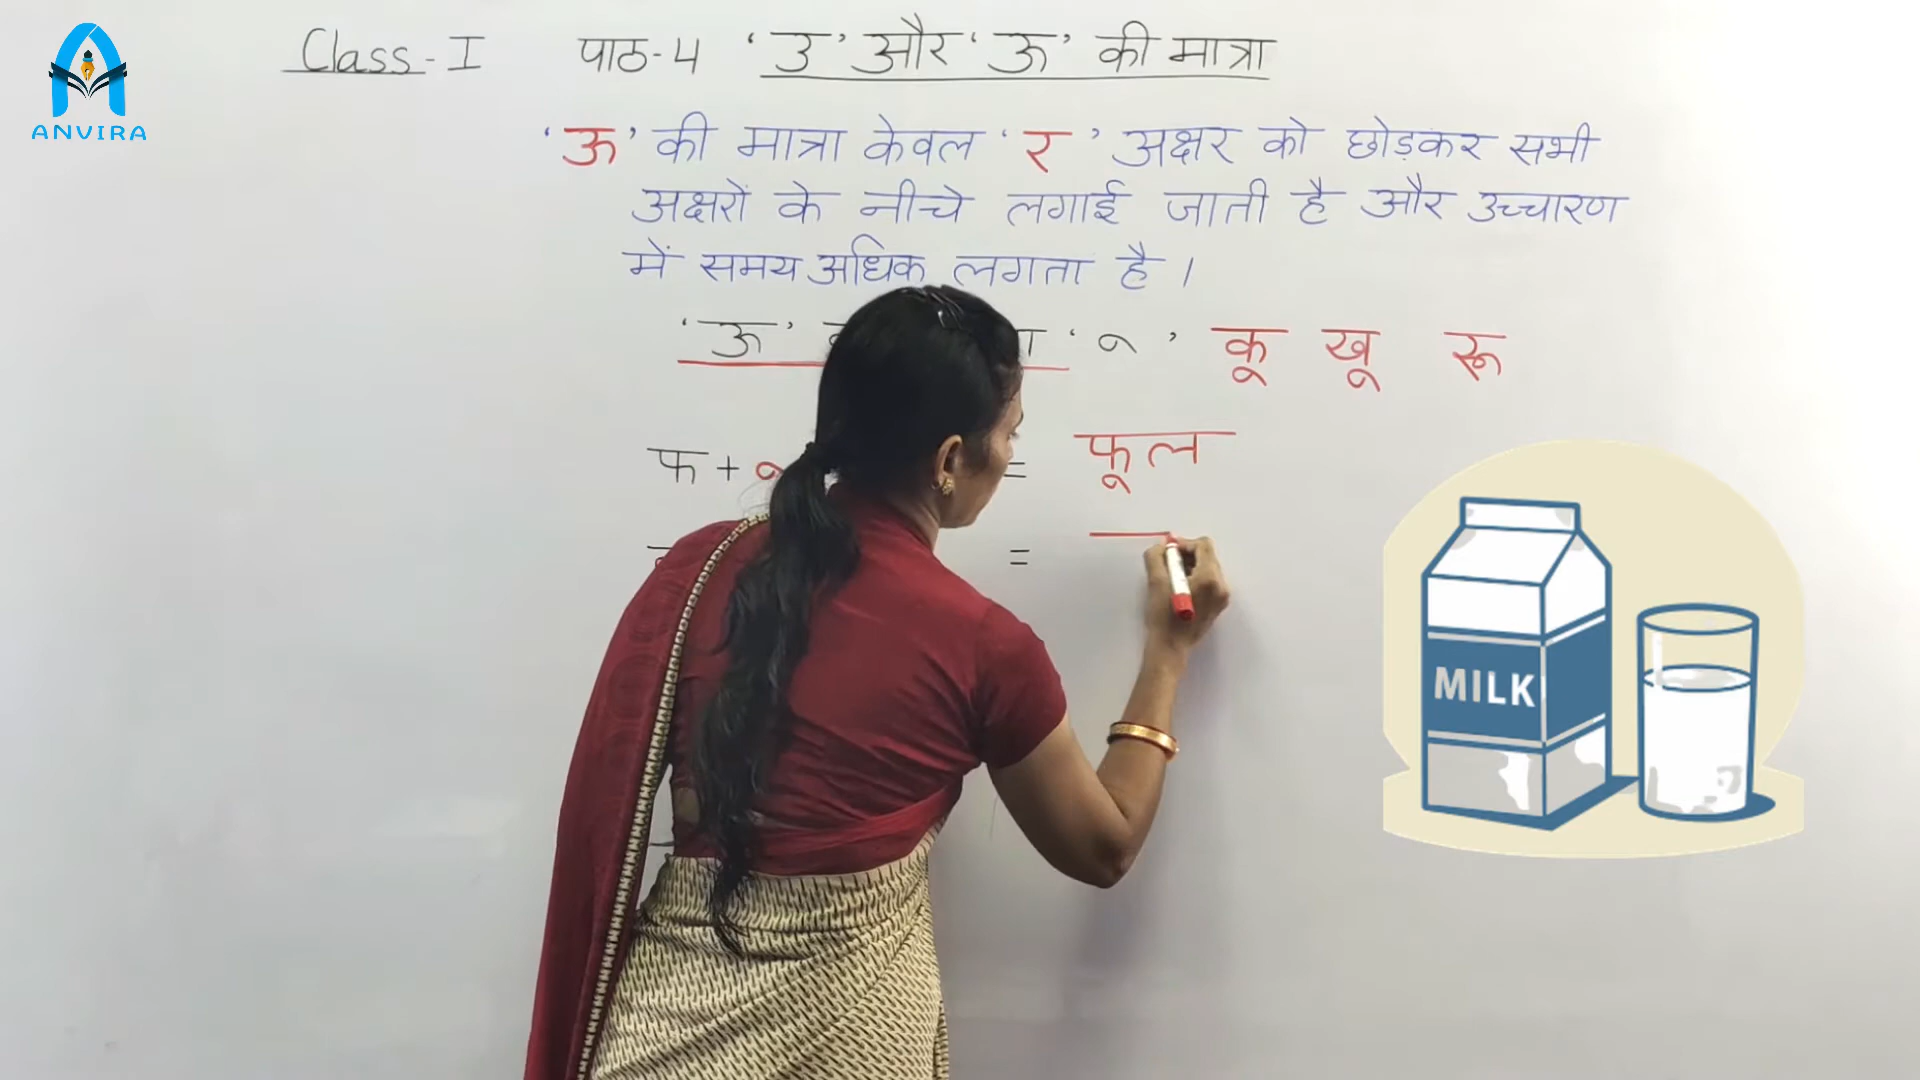 ANVIRA
Class-I पाठ-4 'उ' और 'ऊ' की मात्रा
'ऊ' की मात्रा केवल 'र' अक्षर को छोड़कर सभी
अक्षरों के नीचे लगाई जाती है और उच्चारण
में समय अधिक लगता है।
'ऊ' ' ू ' कू खू रू
फ + ू = फूल
=
MILK